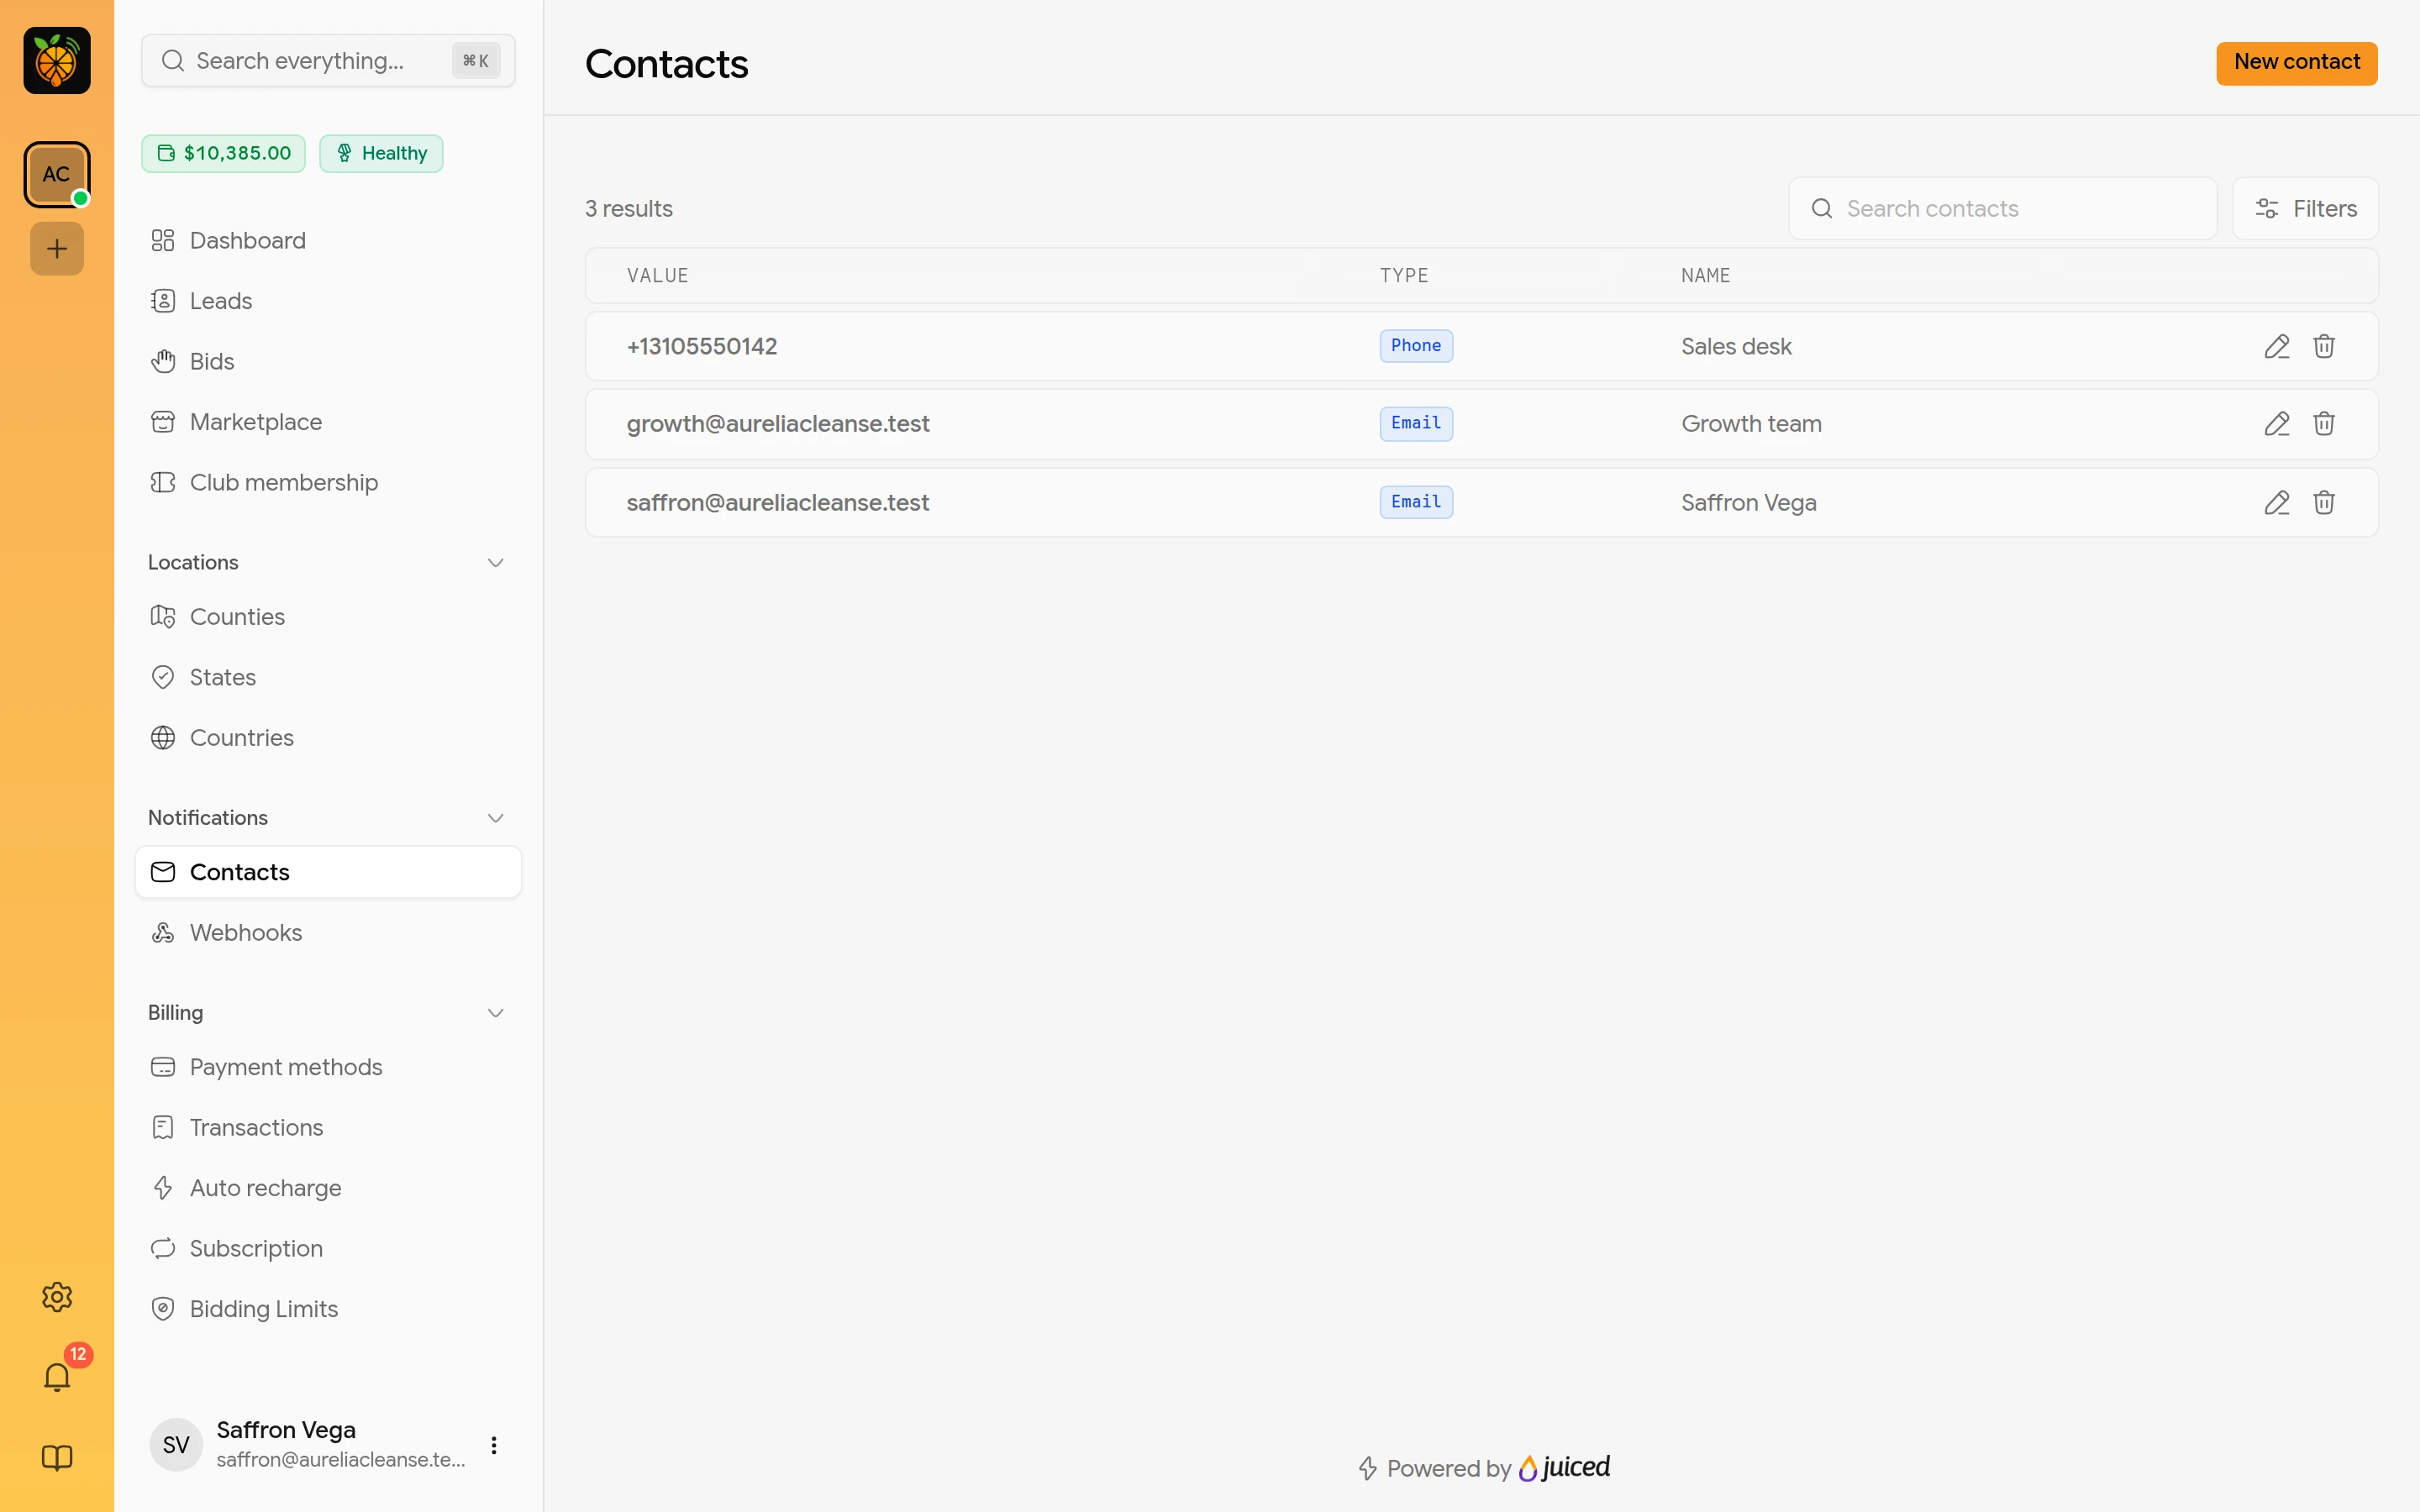 Search everything...
⌘K
Contacts
New contact
AC
$10,385.00
Healthy
Dashboard
Leads
Bids
Marketplace
Club membership
Locations
Counties
States
Countries
Notifications
Contacts
Webhooks
Billing
Payment methods
Transactions
Auto recharge
Subscription
Bidding Limits
12
SV
Saffron Vega
saffron@aureliacleanse.te...
3 results
Search contacts
Filters
VALUE TYPE NAME
+13105550142 Phone Sales desk
growth@aureliacleanse.test Email Growth team
saffron@aureliacleanse.test Email Saffron Vega
Powered by juiced